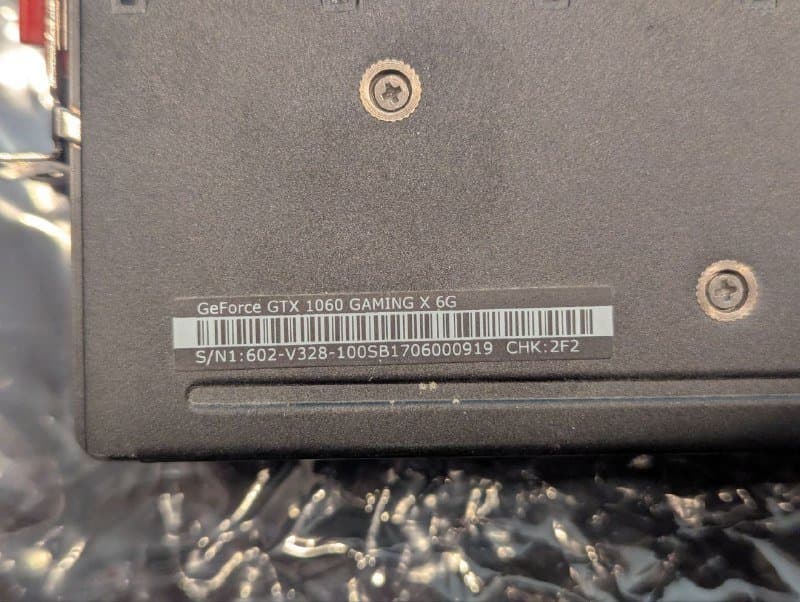 GeForce GTX 1060 GAMING X 6G
S/N1:602-V328-100SB1706000919 CHK:2F2